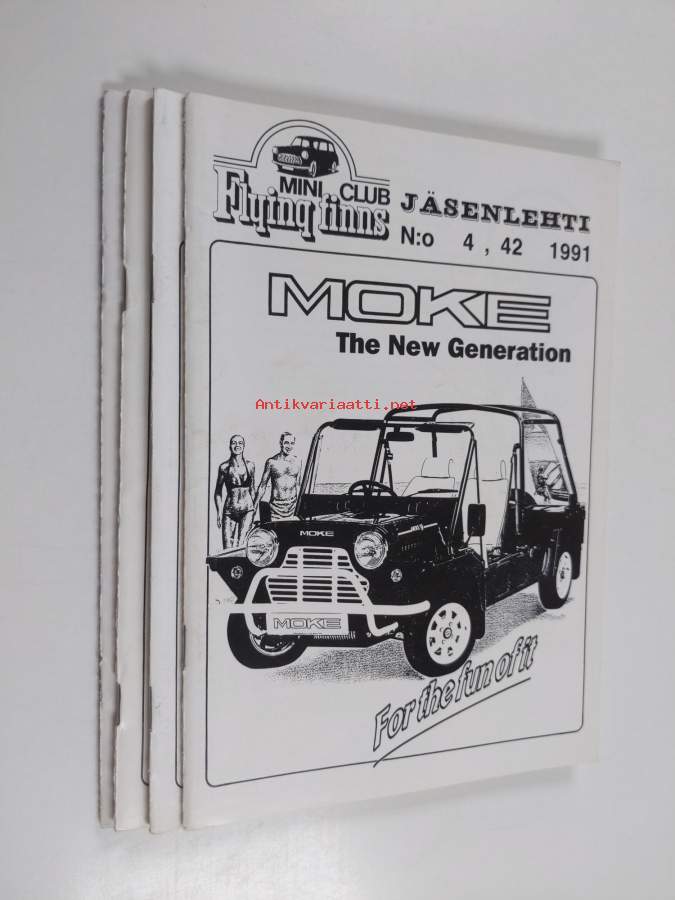 MINI CLUB
Flying finns
JÄSENLEHTI
N:o 4 , 42 1991
MOKE
The New Generation
Antikvariaatti.net
MOKE
MOKE
For the fun of it